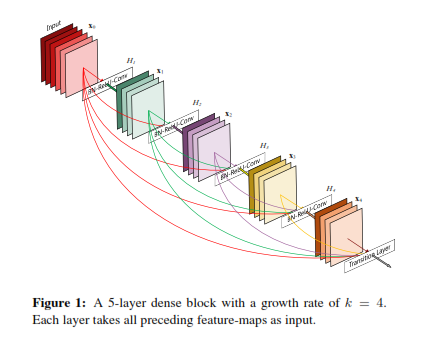 Input
x₀
H₁
x₁
BN-ReLU-Conv
H₂
x₂
BN-ReLU-Conv
H₃
x₃
BN-ReLU-Conv
H₄
x₄
BN-ReLU-Conv
Transition Layer
Figure 1: A 5-layer dense block with a growth rate of k = 4.
Each layer takes all preceding feature-maps as input.